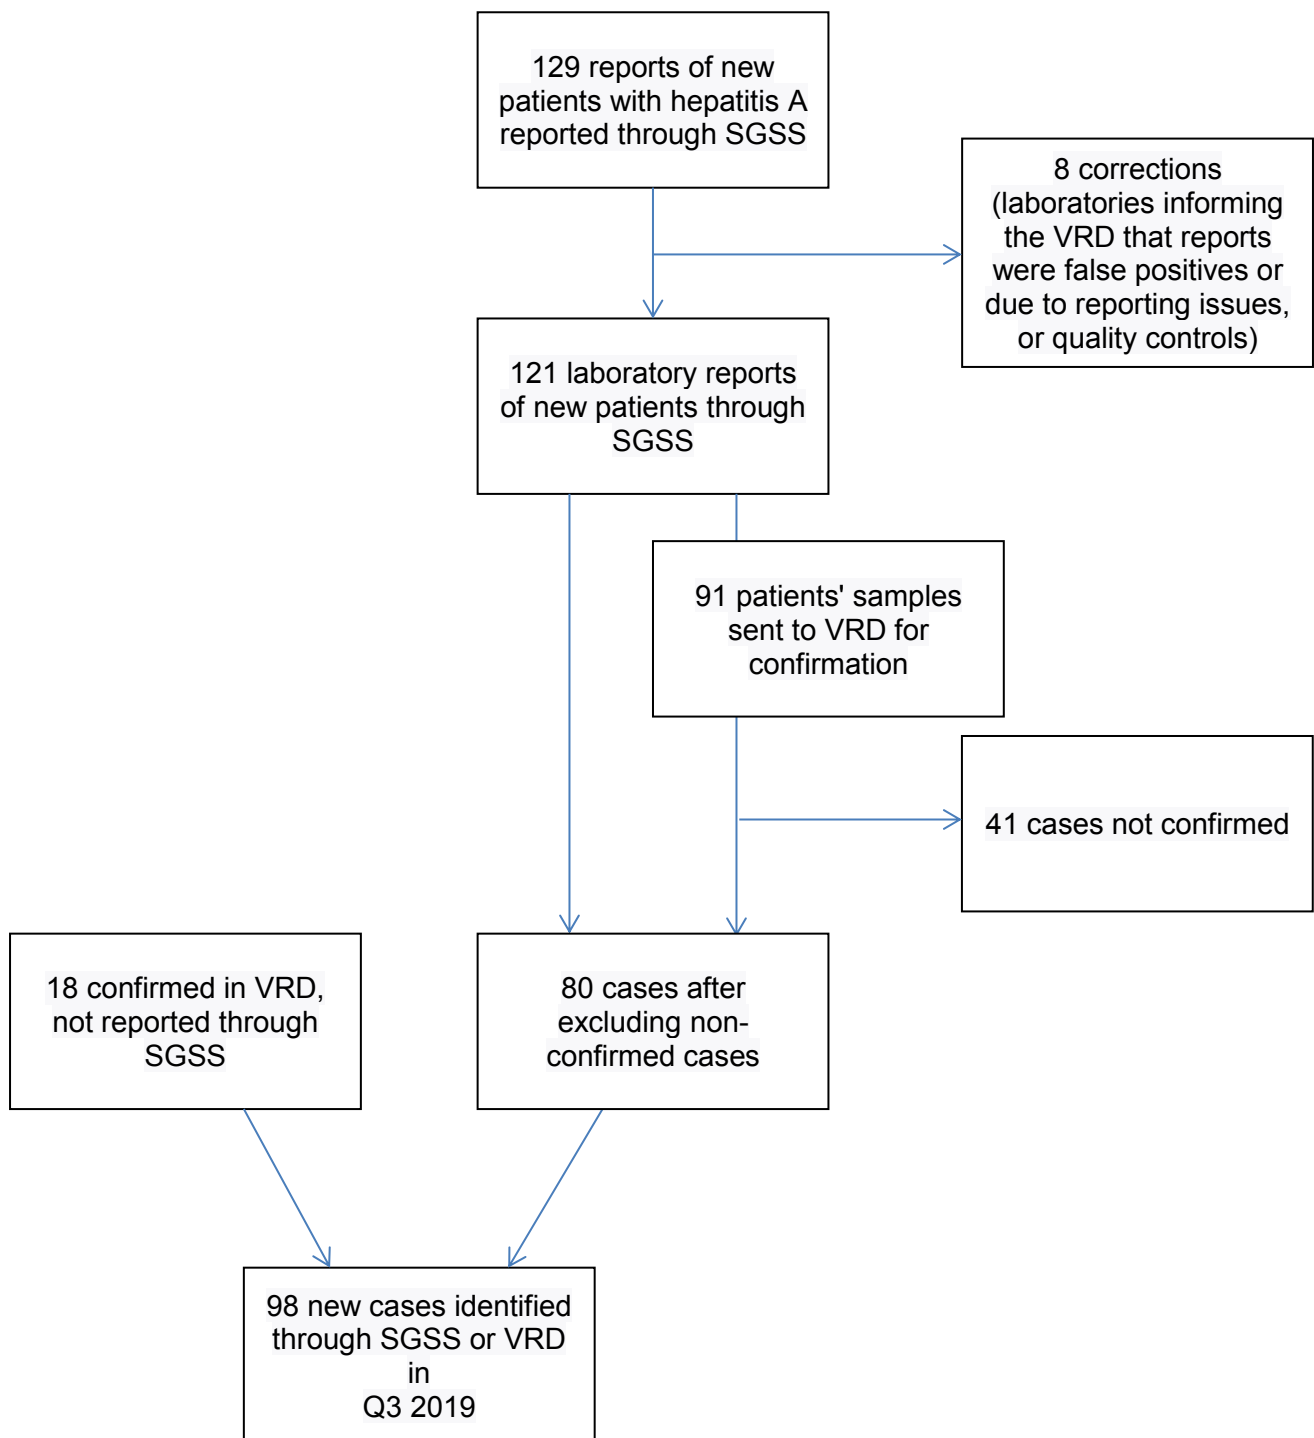 129 reports of new
patients with hepatitis A
reported through SGSS
8 corrections
(laboratories informing
the VRD that reports
were false positives or
due to reporting issues,
or quality controls)
121 laboratory reports
of new patients through
SGSS
91 patients' samples
sent to VRD for
confirmation
41 cases not confirmed
18 confirmed in VRD,
not reported through
SGSS
80 cases after
excluding non-
confirmed cases
98 new cases identified
through SGSS or VRD
in
Q3 2019